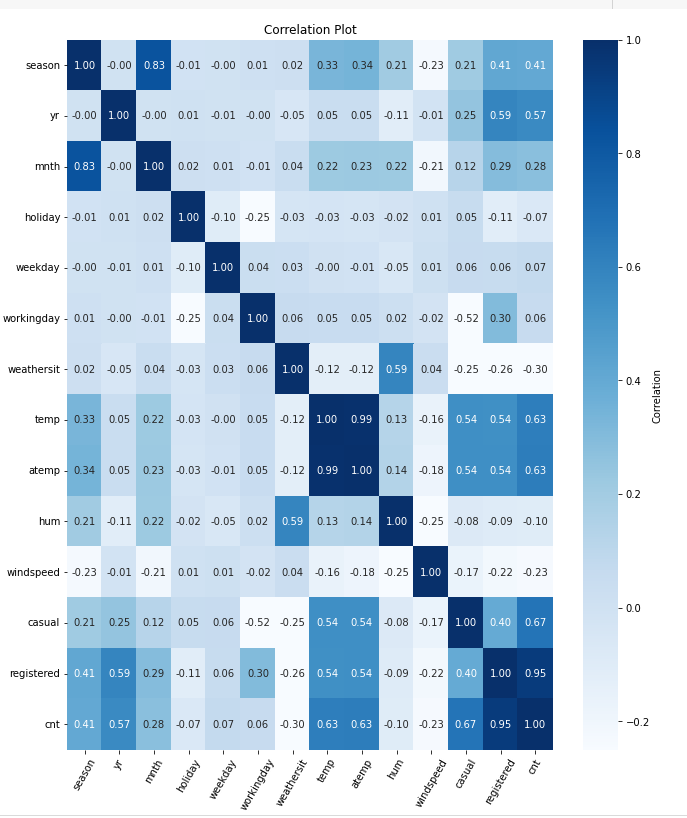 Correlation Plot
season 1.00 -0.00 0.83 -0.01 -0.00 0.01 0.02 0.33 0.34 0.21 -0.23 0.21 0.41 0.41
yr -0.00 1.00 -0.00 0.01 -0.01 -0.00 -0.05 0.05 0.05 -0.11 -0.01 0.25 0.59 0.57
mnth 0.83 -0.00 1.00 0.02 0.01 -0.01 0.04 0.22 0.23 0.22 -0.21 0.12 0.29 0.28
holiday -0.01 0.01 0.02 1.00 -0.10 -0.25 -0.03 -0.03 -0.03 -0.02 0.01 0.05 -0.11 -0.07
weekday -0.00 -0.01 0.01 -0.10 1.00 0.04 0.03 -0.00 -0.01 -0.05 0.01 0.06 0.06 0.07
workingday 0.01 -0.00 -0.01 -0.25 0.04 1.00 0.06 0.05 0.05 0.02 -0.02 -0.52 0.30 0.06
weathersit 0.02 -0.05 0.04 -0.03 0.03 0.06 1.00 -0.12 -0.12 0.59 0.04 -0.25 -0.26 -0.30
temp 0.33 0.05 0.22 -0.03 -0.00 0.05 -0.12 1.00 0.99 0.13 -0.16 0.54 0.54 0.63
atemp 0.34 0.05 0.23 -0.03 -0.01 0.05 -0.12 0.99 1.00 0.14 -0.18 0.54 0.54 0.63
hum 0.21 -0.11 0.22 -0.02 -0.05 0.02 0.59 0.13 0.14 1.00 -0.25 -0.08 -0.09 -0.10
windspeed -0.23 -0.01 -0.21 0.01 0.01 -0.02 0.04 -0.16 -0.18 -0.25 1.00 -0.17 -0.22 -0.23
casual 0.21 0.25 0.12 0.05 0.06 -0.52 -0.25 0.54 0.54 -0.08 -0.17 1.00 0.40 0.67
registered 0.41 0.59 0.29 -0.11 0.06 0.30 -0.26 0.54 0.54 -0.09 -0.22 0.40 1.00 0.95
cnt 0.41 0.57 0.28 -0.07 0.07 0.06 -0.30 0.63 0.63 -0.10 -0.23 0.67 0.95 1.00
season yr mnth holiday weekday workingday weathersit temp atemp hum windspeed casual registered cnt
1.0
0.8
0.6
0.4
0.2
0.0
-0.2
Correlation